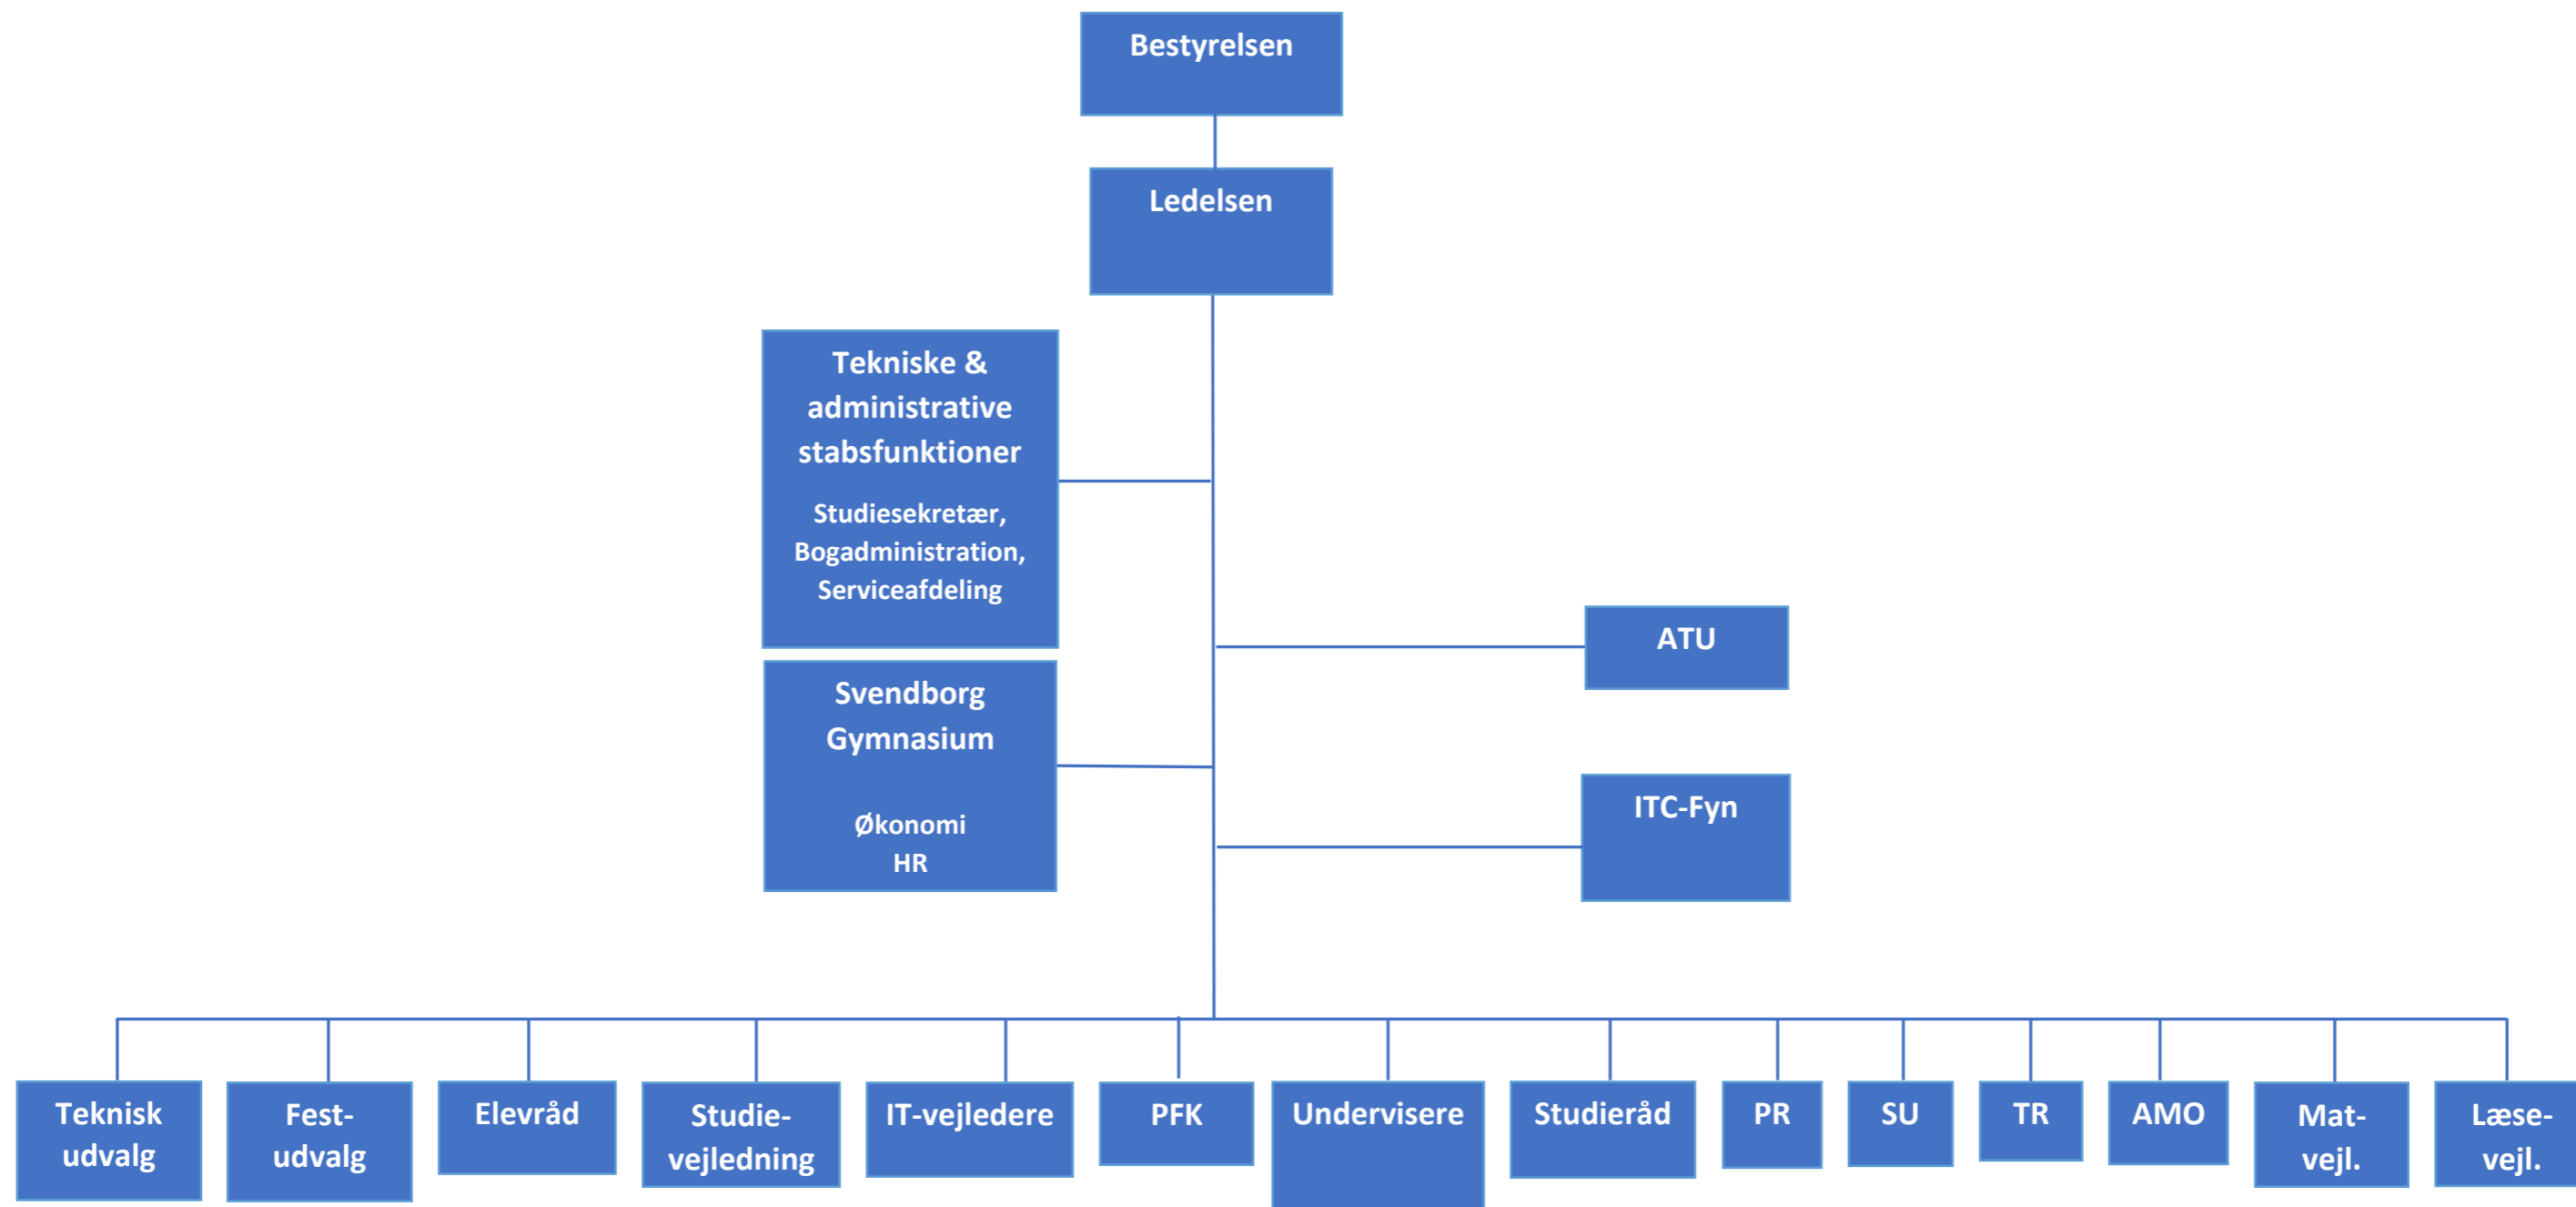 Bestyrelsen
Ledelsen
Tekniske &
administrative
stabsfunktioner
Studiesekretær,
Bogadministration,
Serviceafdeling
ATU
Svendborg
Gymnasium
Økonomi
HR
ITC-Fyn
Teknisk
udvalg
Fest-
udvalg
Elevråd
Studie-
vejledning
IT-vejledere
PFK
Undervisere
Studieråd
PR
SU
TR
AMO
Mat-
vejl.
Læse-
vejl.